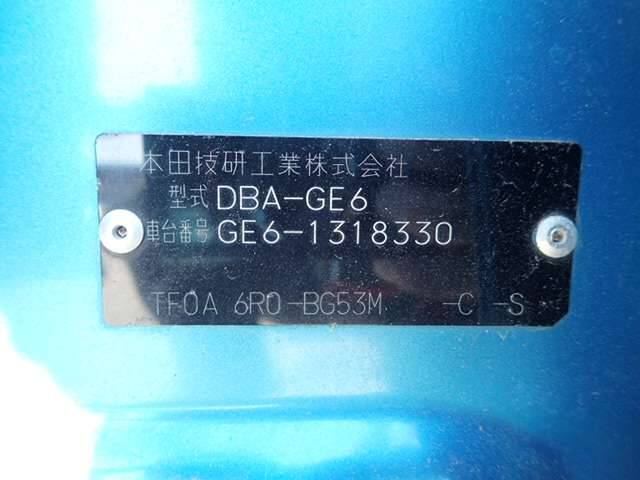 本田技研工業株式会社
型式 DBA-GE6
車台番号 GE6-1318330
TF0A 6R0-BG53M -C -S